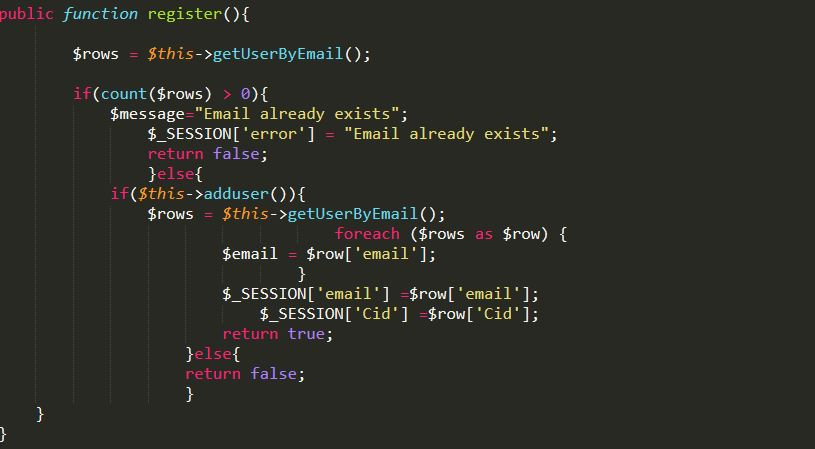 public function register(){
$rows = $this->getUserByEmail();
if(count($rows) > 0){
$message="Email already exists";
$_SESSION['error'] = "Email already exists";
return false;
}else{
if($this->adduser()){
$rows = $this->getUserByEmail();
foreach ($rows as $row) {
$email = $row['email'];
}
$_SESSION['email'] =$row['email'];
$_SESSION['Cid'] =$row['Cid'];
return true;
}else{
return false;
}
}
}